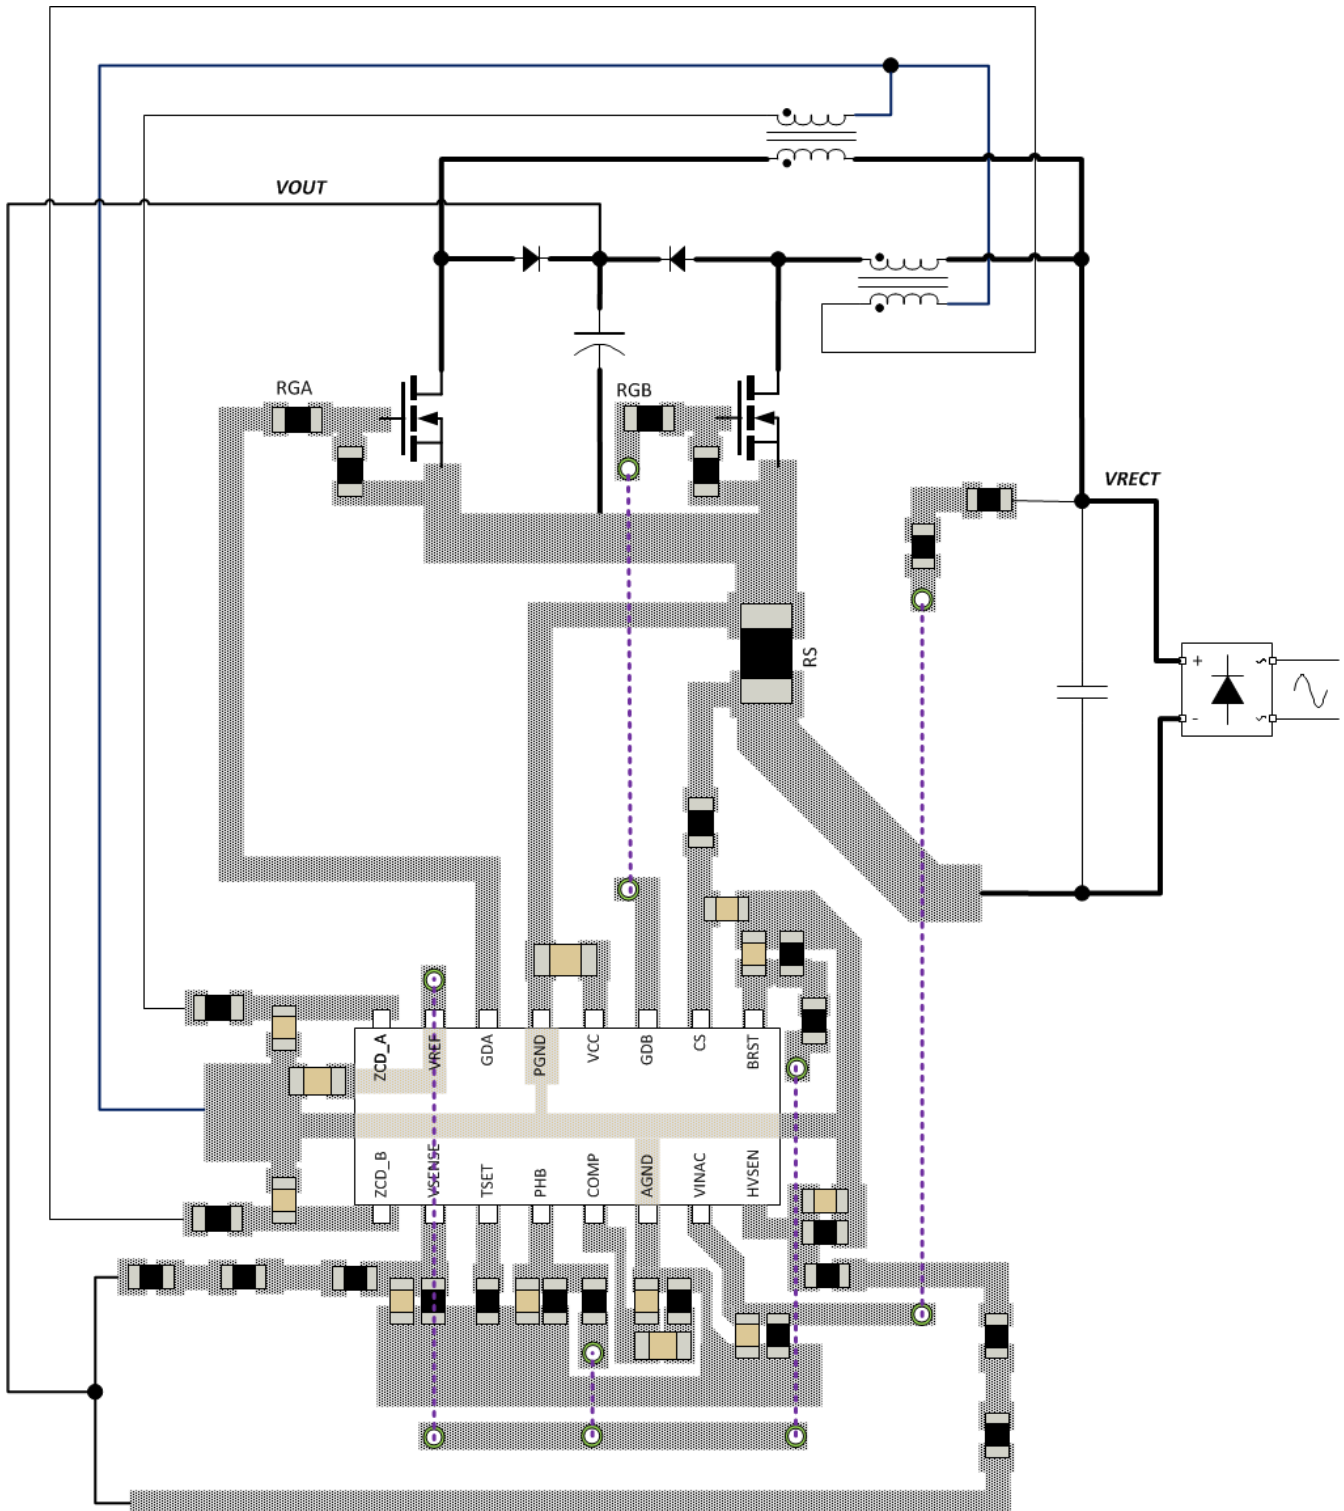 VOUT
RGA
RGB
VRECT
RS
+
-
ZCD_A
VREF
GDA
PGND
VCC
GDB
CS
BRST
ZCD_B
VSENSE
TSET
PHB
COMP
AGND
VINAC
HVSEN